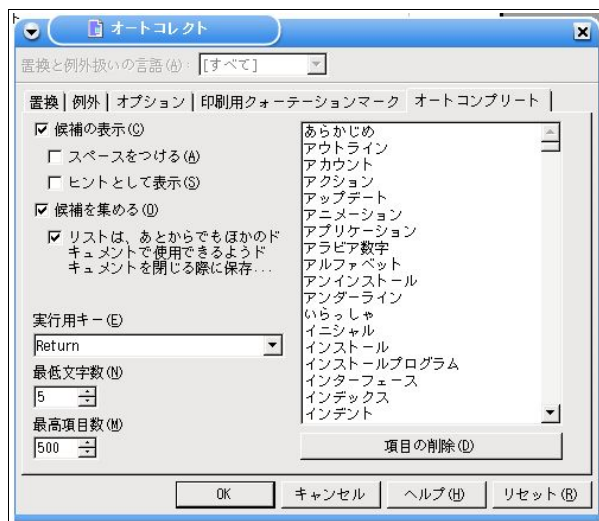 ト
オートコレクト
置換と例外扱いの言語(A): [すべて]
置換 例外 オプション 印刷用クォーテーションマーク オートコンプリート
候補の表示(C)
スペースをつける(A)
ヒントとして表示(S)
候補を集める(O)
リストは、あとからでもほかのド
キュメントで使用できるようド
キュメントを閉じる際に保存...
実行用キー(E)
Return
最低文字数(N)
5
最高項目数(M)
500
あらかじめ
アウトライン
アカウント
アクション
アップデート
アニメーション
アプリケーション
アラビア数字
アルファベット
アンインストール
アンダーライン
いらっしゃ
イニシャル
インストール
インストールプログラム
インターフェース
インデックス
インデント
項目の削除(D)
OK キャンセル ヘルプ(H) リセット(R)